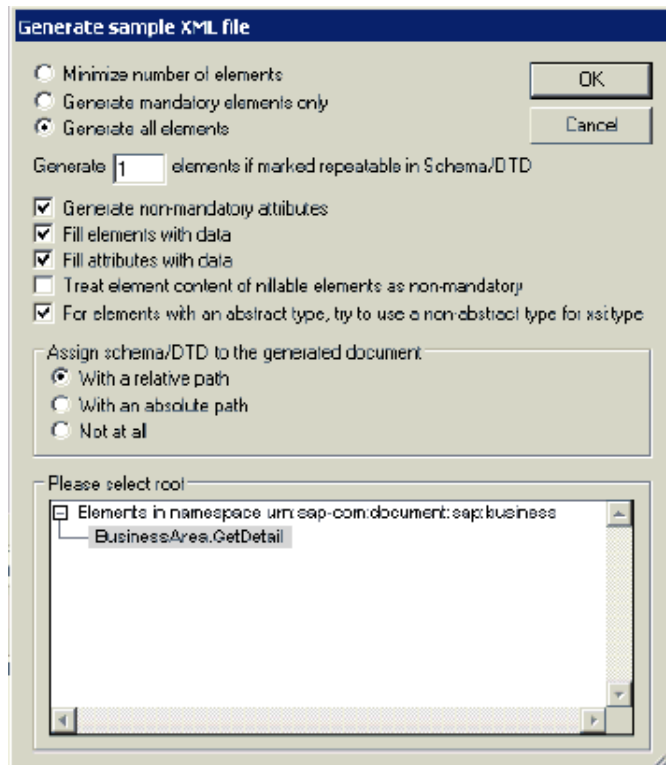 Generate sample XML file
Minimize number of elements
OK
Generate mandatory elements only
Generate all elements
Cancel
Generate 1 elements if marked repeatable in Schema/DTD
Generate non-mandatory attributes
Fill elements with data
Fill attributes with data
Treat element content of nillable elements as non-mandatory
For elements with an abstract type, try to use a non-abstract type for xsi:type
Assign schema/DTD to the generated document
With a relative path
With an absolute path
Not at all
Please select root
Elements in namespace urn:sap-com:document:sap:business
BusinessArea.GetDetail